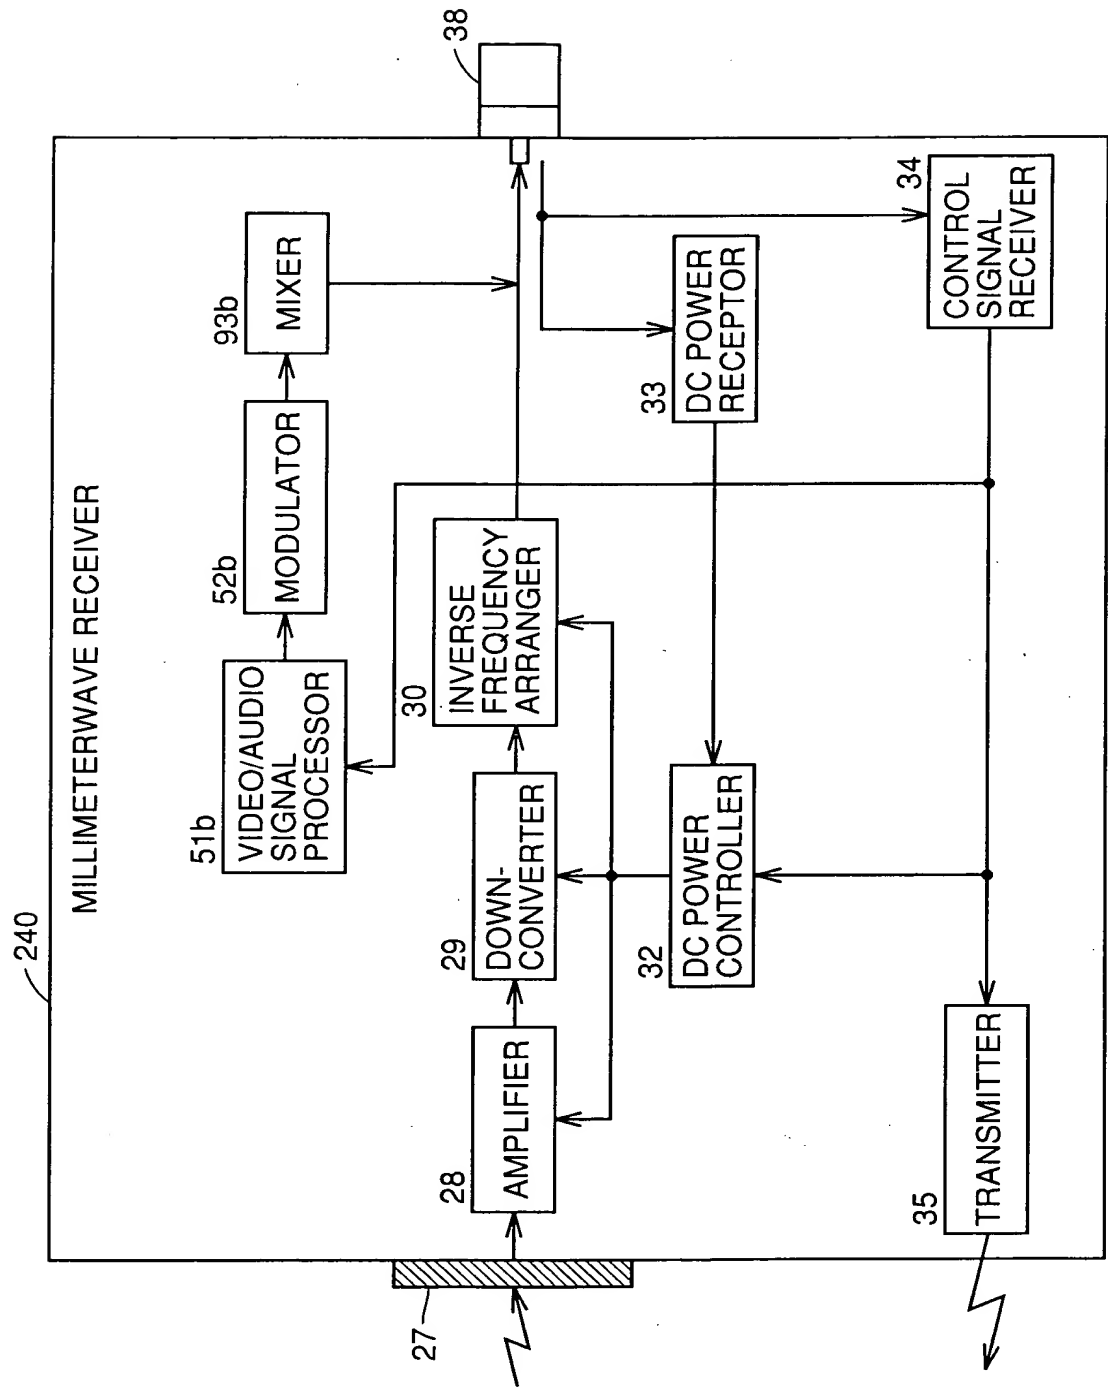 240
MILLIMETERWAVE RECEIVER
51b
VIDEO/AUDIO
SIGNAL
PROCESSOR
52b
MODULATOR
93b
MIXER
38
27
28
AMPLIFIER
29
DOWN-
CONVERTER
30
INVERSE
FREQUENCY
ARRANGER
32
DC POWER
CONTROLLER
33
DC POWER
RECEPTOR
35
TRANSMITTER
34
CONTROL
SIGNAL
RECEIVER